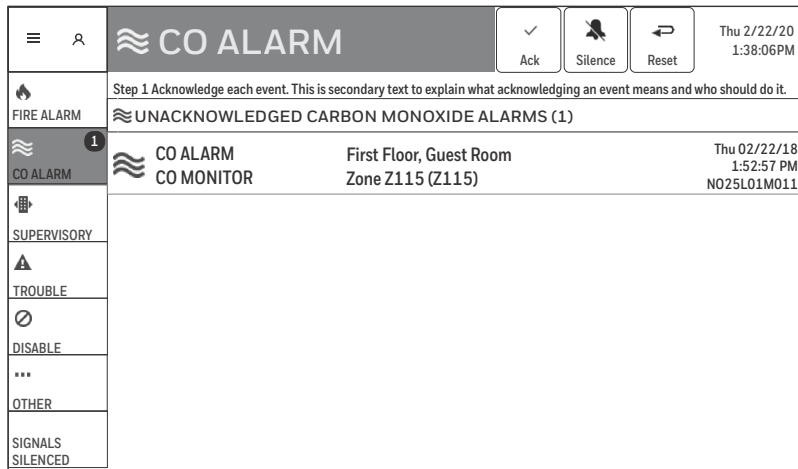 CO ALARM
Ack
Silence
Reset
Thu 2/22/20
1:38:06PM
Step 1 Acknowledge each event. This is secondary text to explain what acknowledging an event means and who should do it.
UNACKNOWLEDGED CARBON MONOXIDE ALARMS (1)
CO ALARM
CO MONITOR
First Floor, Guest Room
Zone Z115 (Z115)
Thu 02/22/18
1:52:57 PM
N025L01M011
FIRE ALARM
1
CO ALARM
SUPERVISORY
TROUBLE
DISABLE
OTHER
SIGNALS
SILENCED